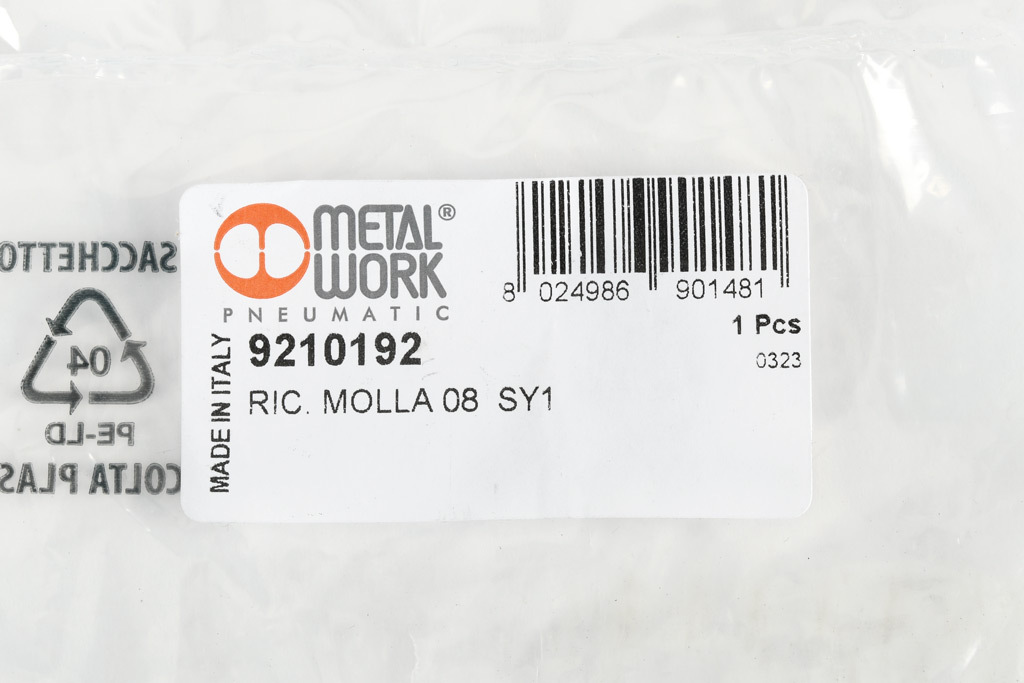 METAL®
WORK
PNEUMATIC
8 024986 901481
1 Pcs
0323
9210192
RIC. MOLLA 08 SY1
MADE IN ITALY
SACCHETTO
04
PE-LD
COLTA PLAS